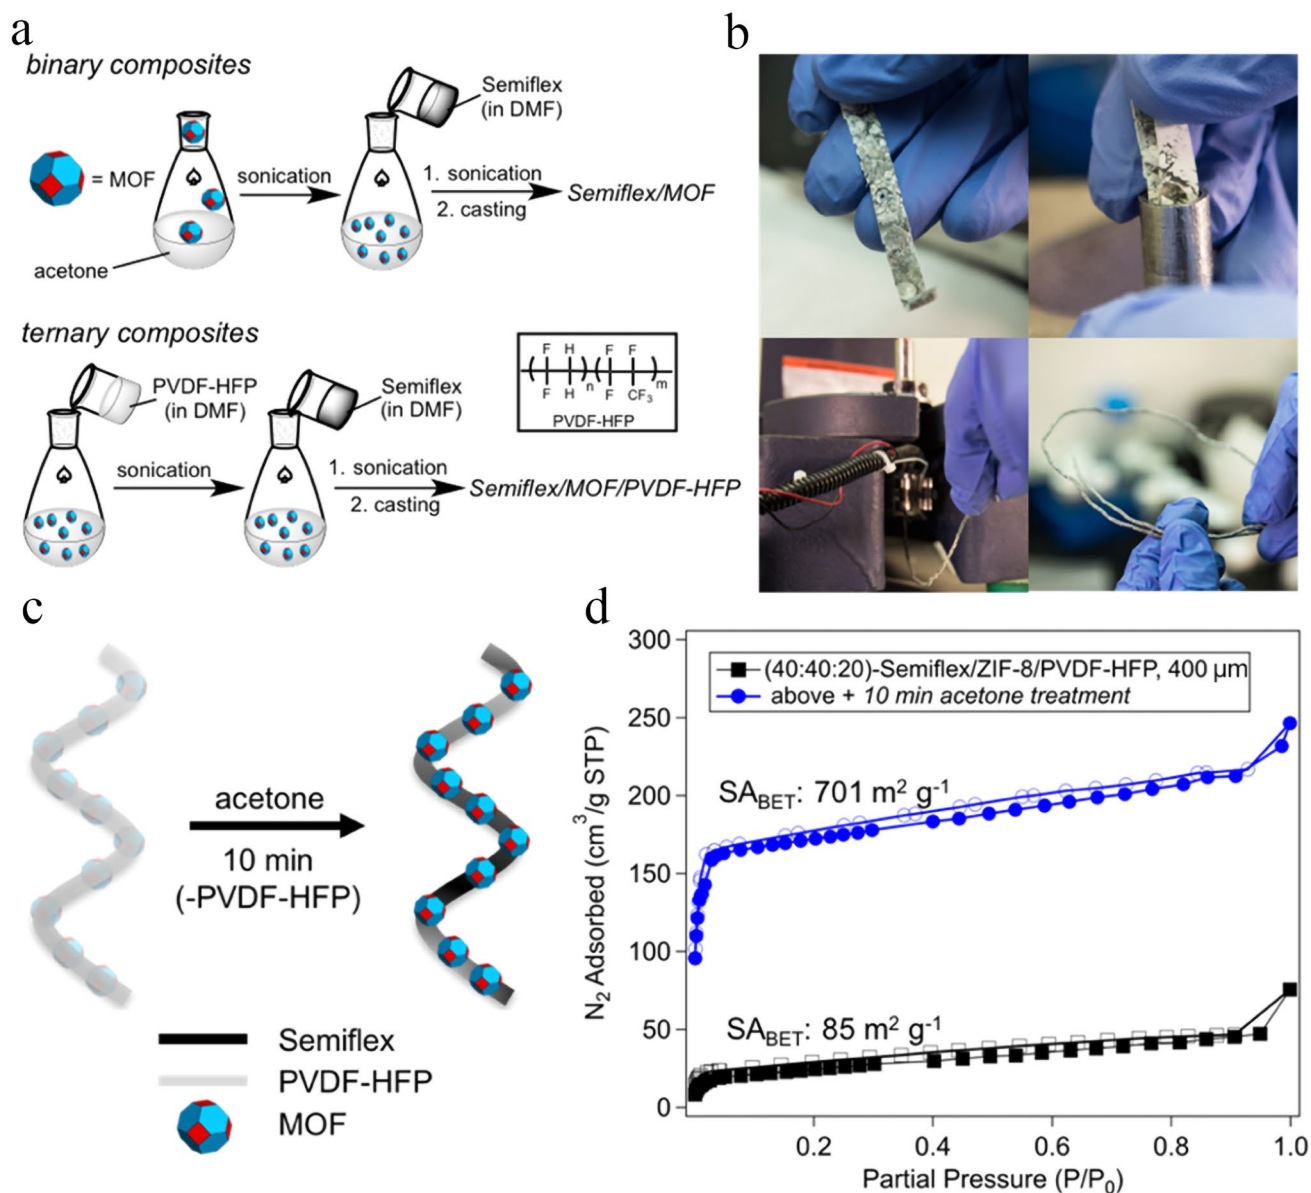 a
binary composites
= MOF
acetone
sonication
Semiflex
(in DMF)
1. sonication
2. casting
Semiflex/MOF
ternary composites
PVDF-HFP
(in DMF)
sonication
Semiflex
(in DMF)
1. sonication
2. casting
Semiflex/MOF/PVDF-HFP
F H F F
( )n ( )m
F H F CF3
PVDF-HFP
b
c
acetone
10 min
(-PVDF-HFP)
Semiflex
PVDF-HFP
MOF
d
300
250
200
150
100
50
0
N2 Adsorbed (cm3/g STP)
(40:40:20)-Semiflex/ZIF-8/PVDF-HFP, 400 µm
above + 10 min acetone treatment
SABET: 701 m2 g-1
SABET: 85 m2 g-1
0.2 0.4 0.6 0.8 1.0
Partial Pressure (P/P0)